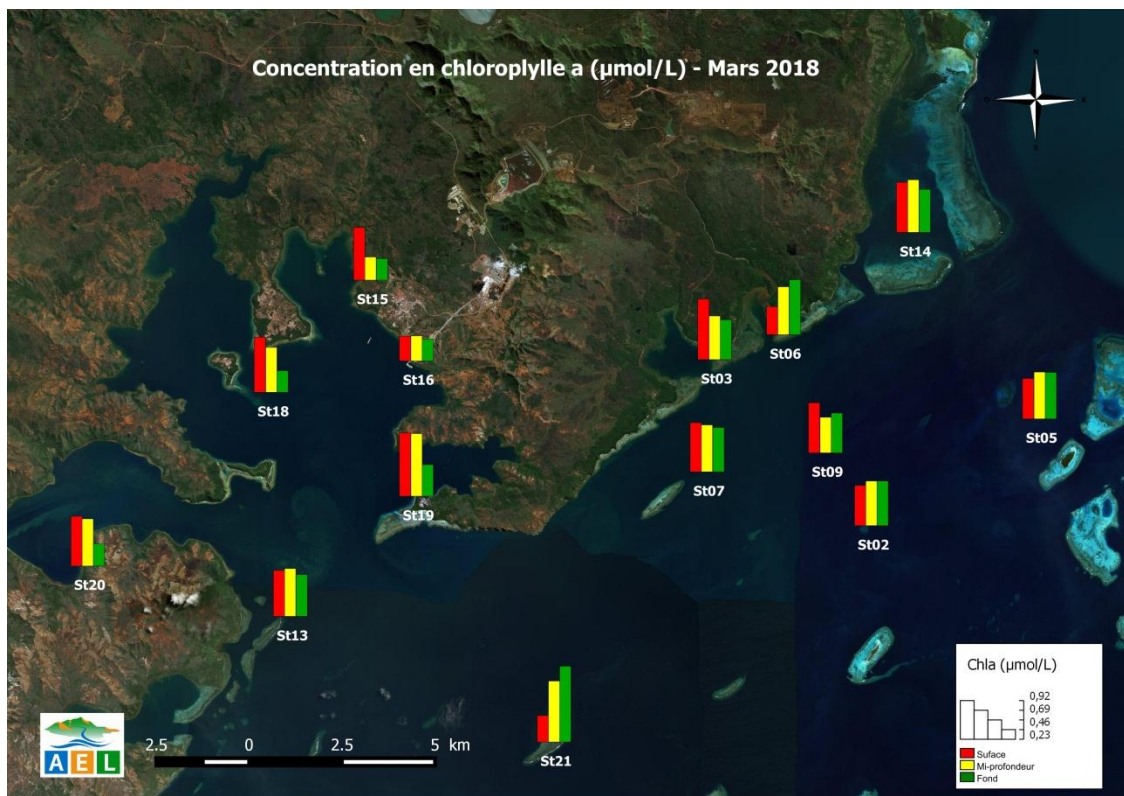 Concentration en chloroplylle a (µmol/L) - Mars 2018
St14
St15
St06
St03
St16
St18
St05
St09
St07
St19
St02
St20
St13
St21
Chla (µmol/L)
0,92
0,69
0,46
0,23
Suface
Mi-profondeur
Fond
AEL
2.5 0 2.5 5 km